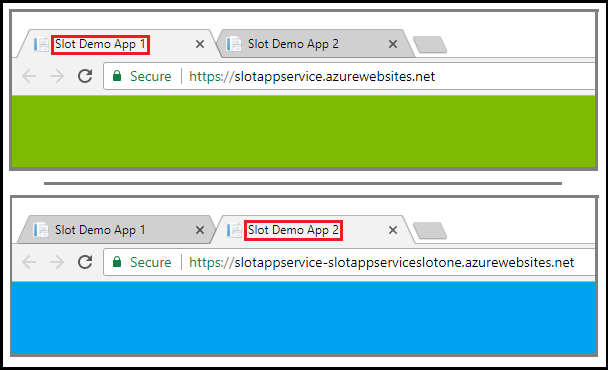 Slot Demo App 1 Slot Demo App 2
Secure https://slotappservice.azurewebsites.net
Slot Demo App 1 Slot Demo App 2
Secure https://slotappservice-slotappserviceslotone.azurewebsites.net